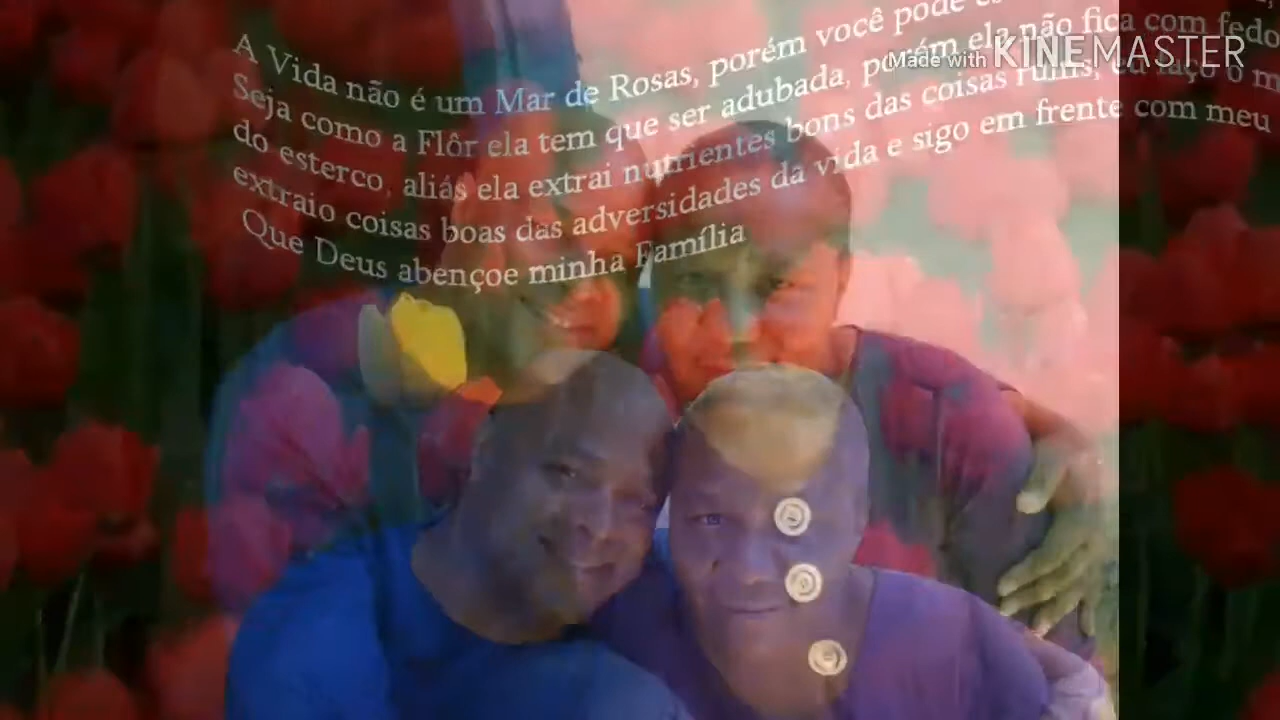 A Vida não é um Mar de Rosas, porém você pode
Seja como a Flôr ela tem que ser adubada, porém ela não fica com fedo
do esterco, aliás ela extrai nutrientes bons das coisas ruins, eu faço o m
extraio coisas boas das adversidades da vida e sigo em frente com meu
Que Deus abençoe minha Família
Made with KINEMASTER